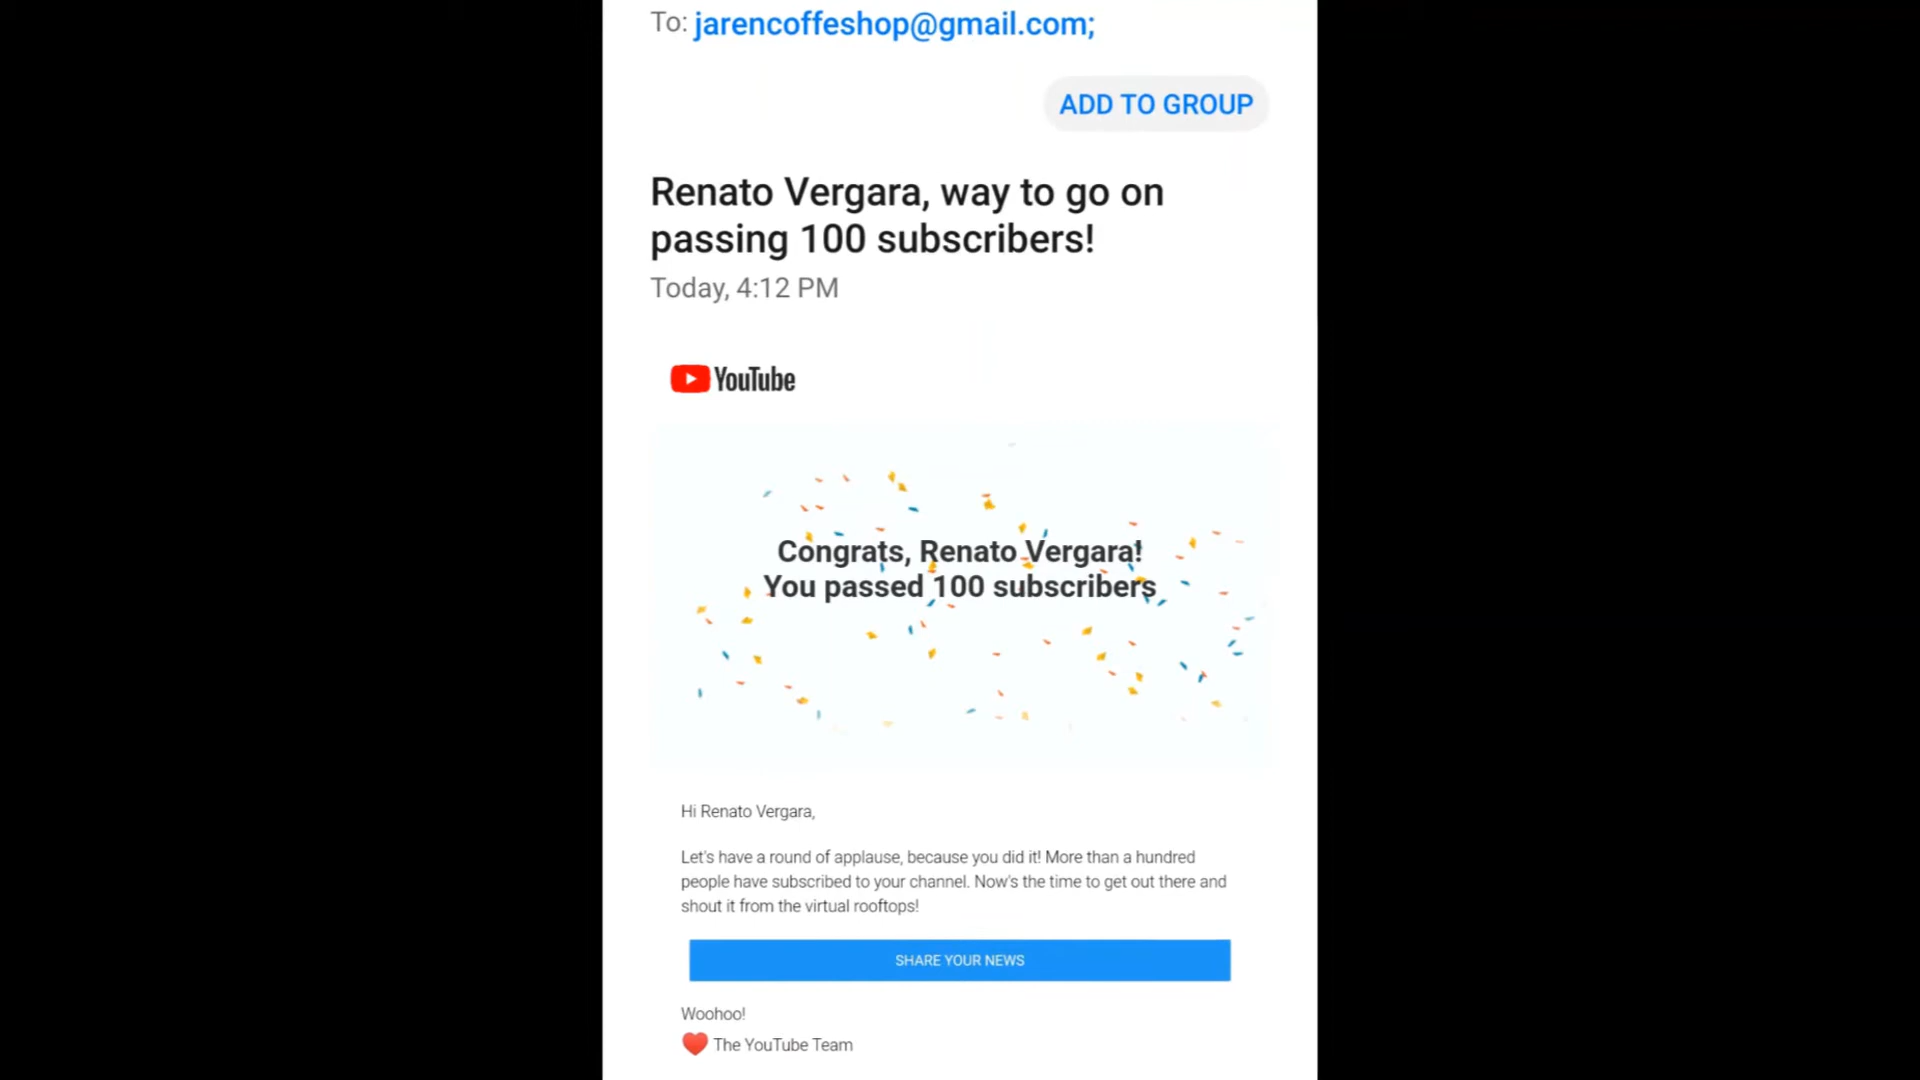 To: jarencoffeshop@gmail.com;
ADD TO GROUP
Renato Vergara, way to go on
passing 100 subscribers!
Today, 4:12 PM
YouTube
Congrats, Renato Vergara!
You passed 100 subscribers
Hi Renato Vergara,
Let's have a round of applause, because you did it! More than a hundred
people have subscribed to your channel. Now's the time to get out there and
shout it from the virtual rooftops!
SHARE YOUR NEWS
Woohoo!
The YouTube Team